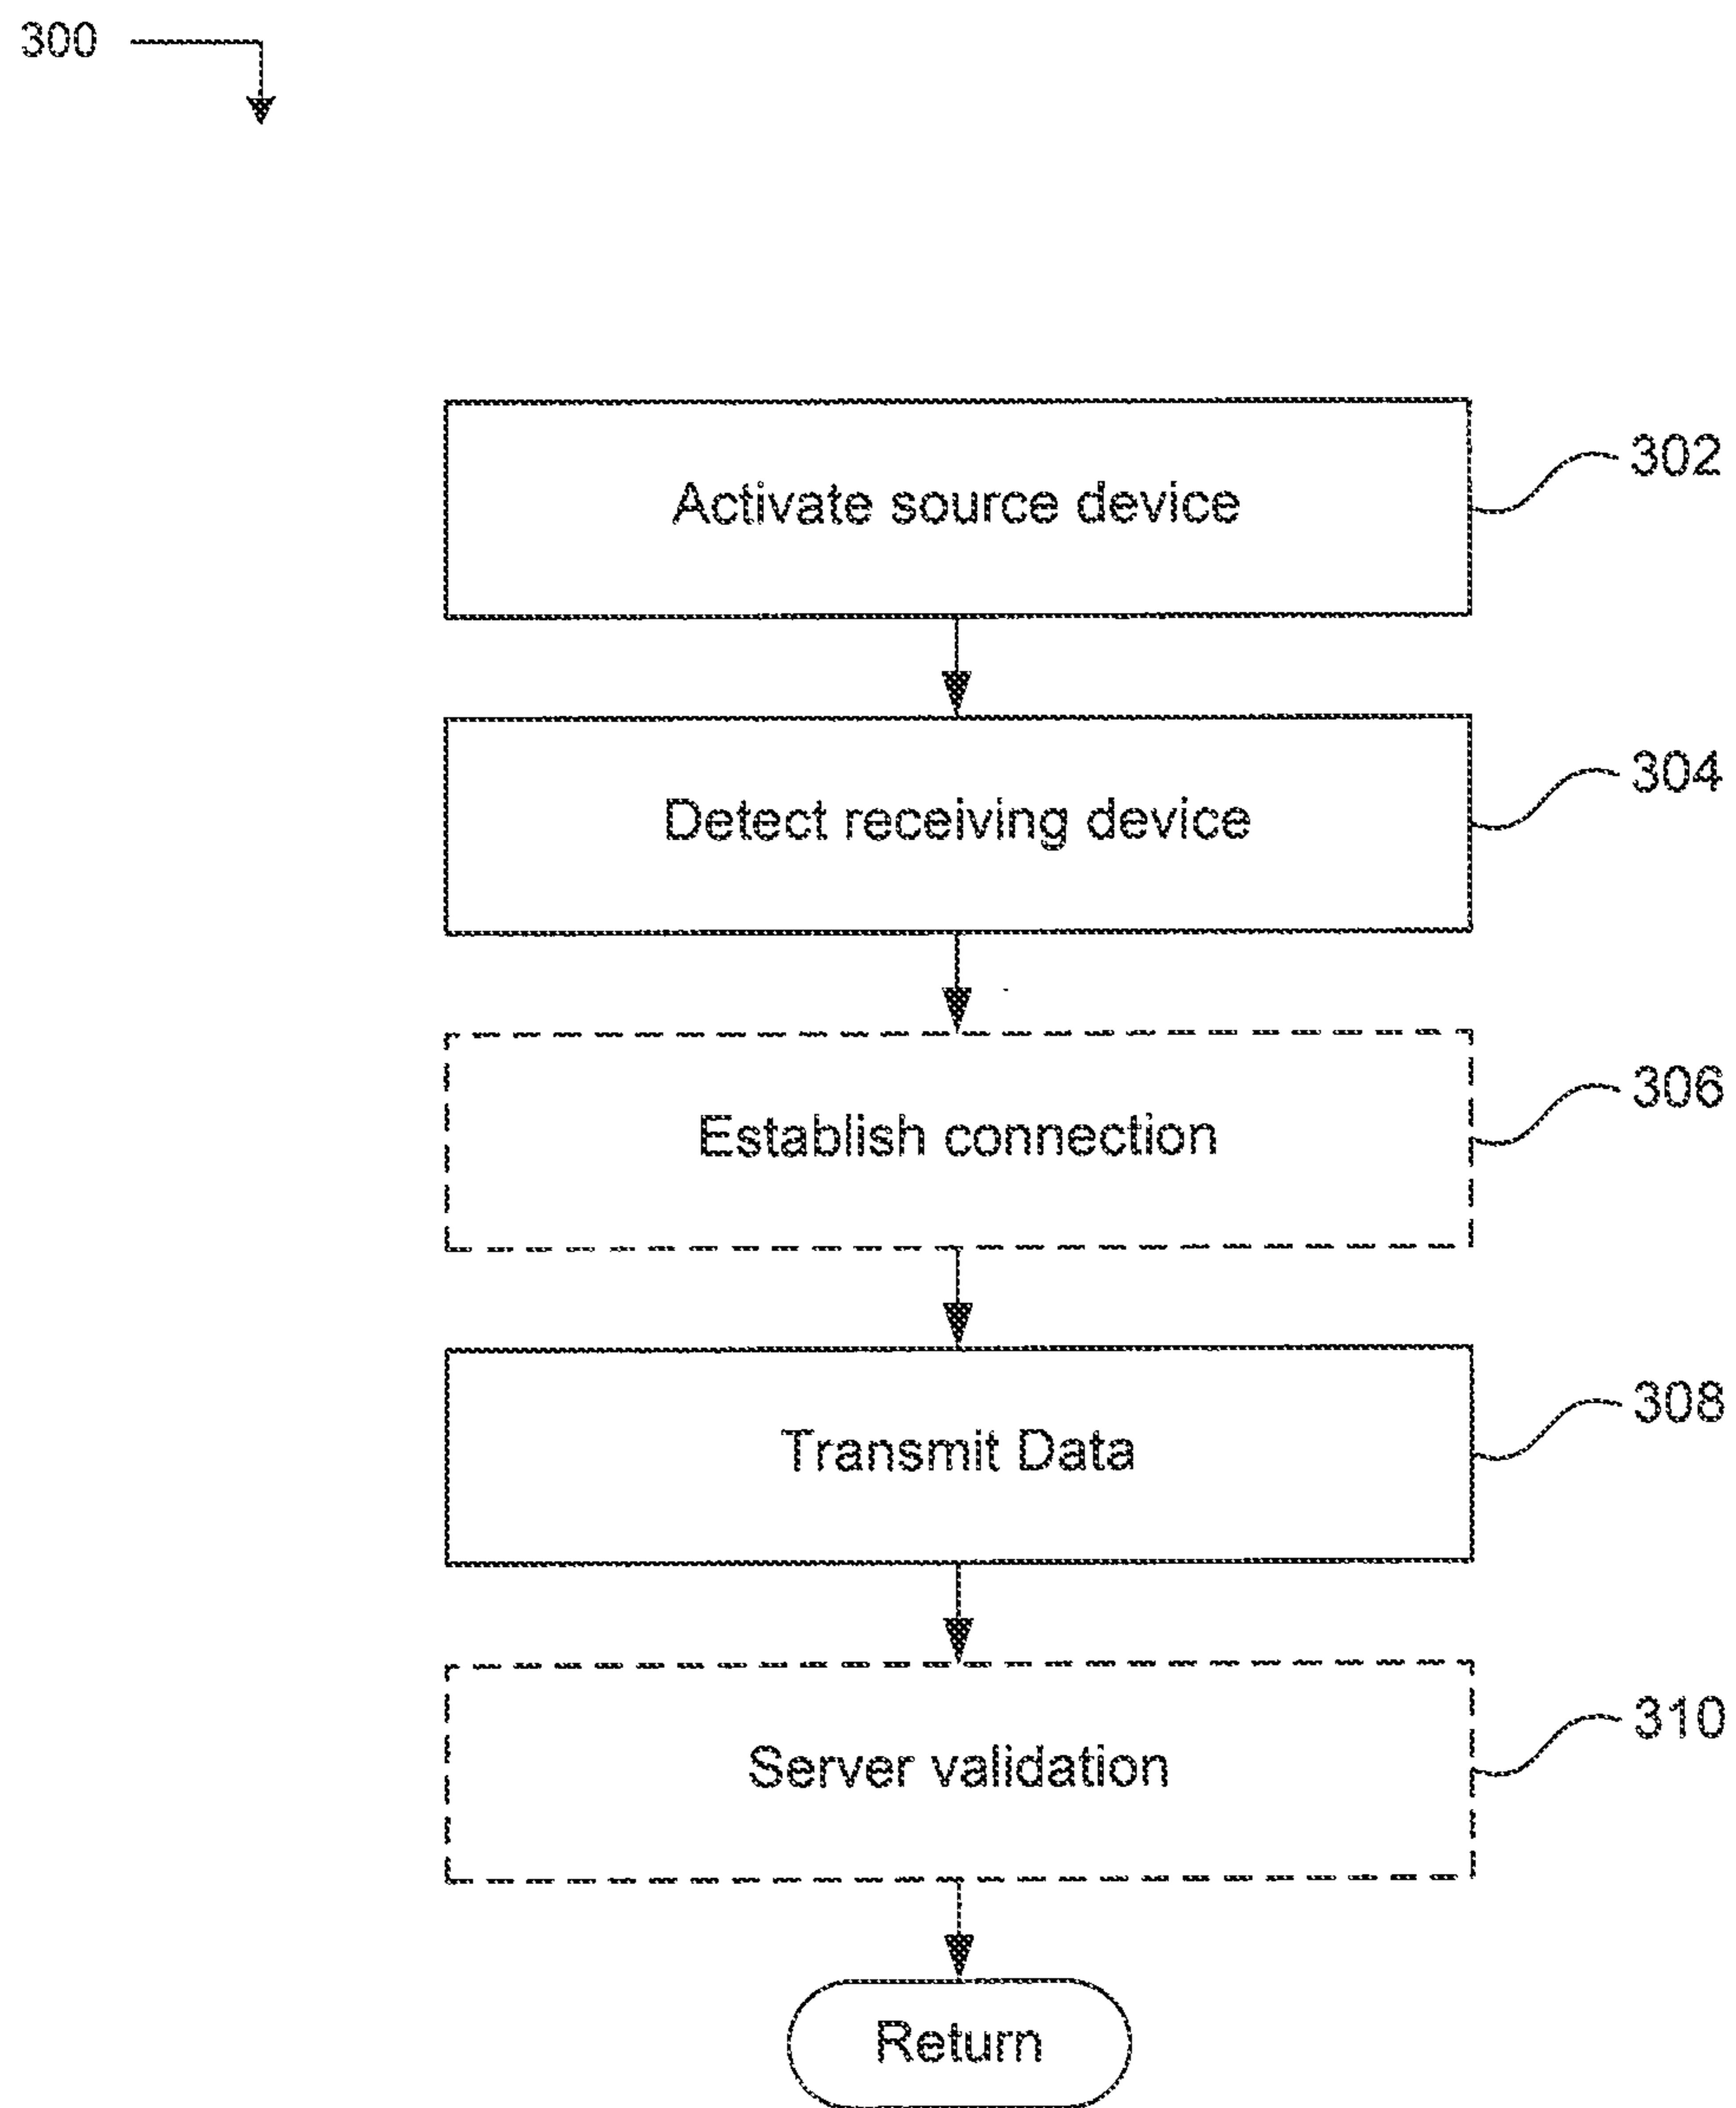 300
Activate source device
302
Detect receiving device
304
Establish connection
306
Transmit Data
308
Server validation
310
Return